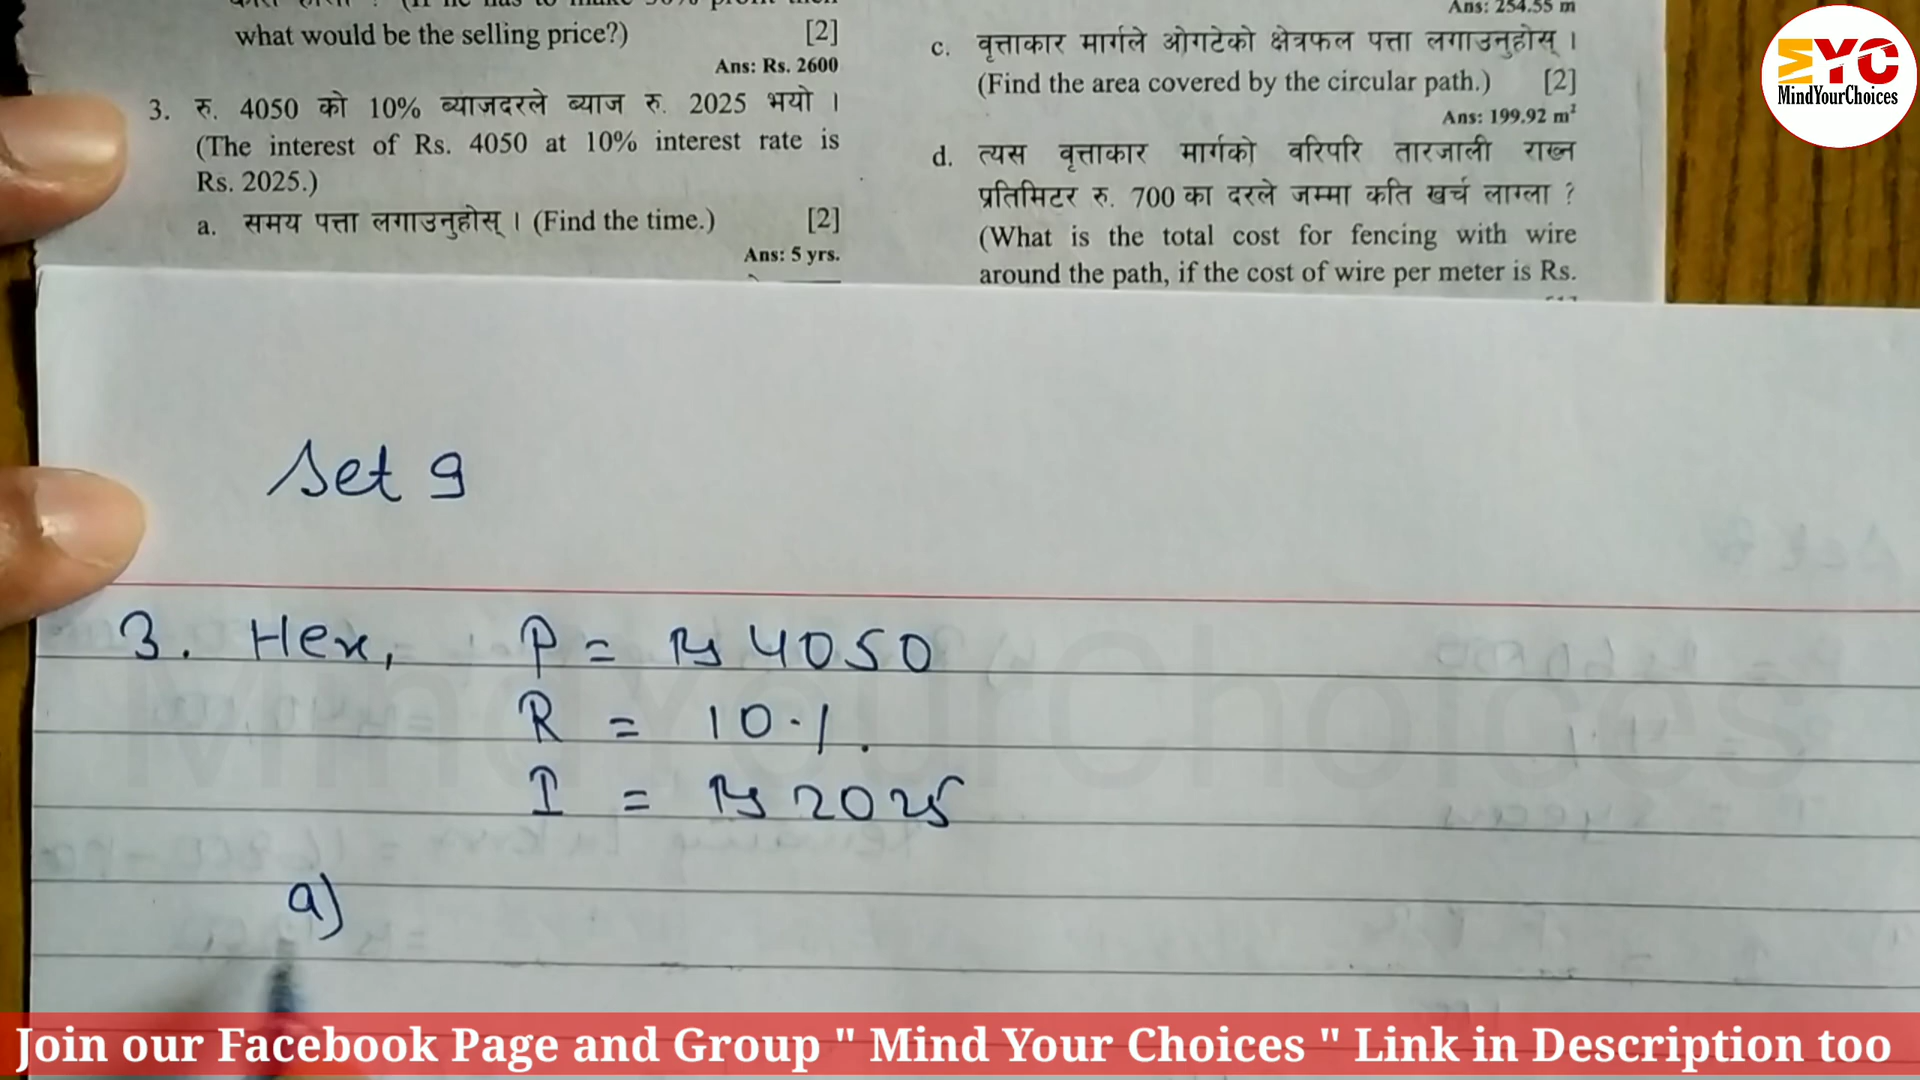 what would be the selling price?) [2]
Ans: Rs. 2600
3. रु. 4050 को 10% ब्याजदरले ब्याज रु. 2025 भयो ।
(The interest of Rs. 4050 at 10% interest rate is
Rs. 2025.)
a. समय पत्ता लगाउनुहोस् । (Find the time.) [2]
Ans: 5 yrs.
Ans: 254.55 m
c. वृत्ताकार मार्गले ओगटेको क्षेत्रफल पत्ता लगाउनुहोस् ।
(Find the area covered by the circular path.) [2]
Ans: 199.92 m²
d. त्यस वृत्ताकार मार्गको वरिपरि तारजाली राख्न
प्रतिमिटर रु. 700 का दरले जम्मा कति खर्च लाग्ला ?
(What is the total cost for fencing with wire
around the path, if the cost of wire per meter is Rs.
MYC
MindYourChoices
Set 9
3. Here, P = Rs 4050
R = 10%.
I = Rs 2025
a)
MindYourChoices
Join our Facebook Page and Group " Mind Your Choices " Link in Description too